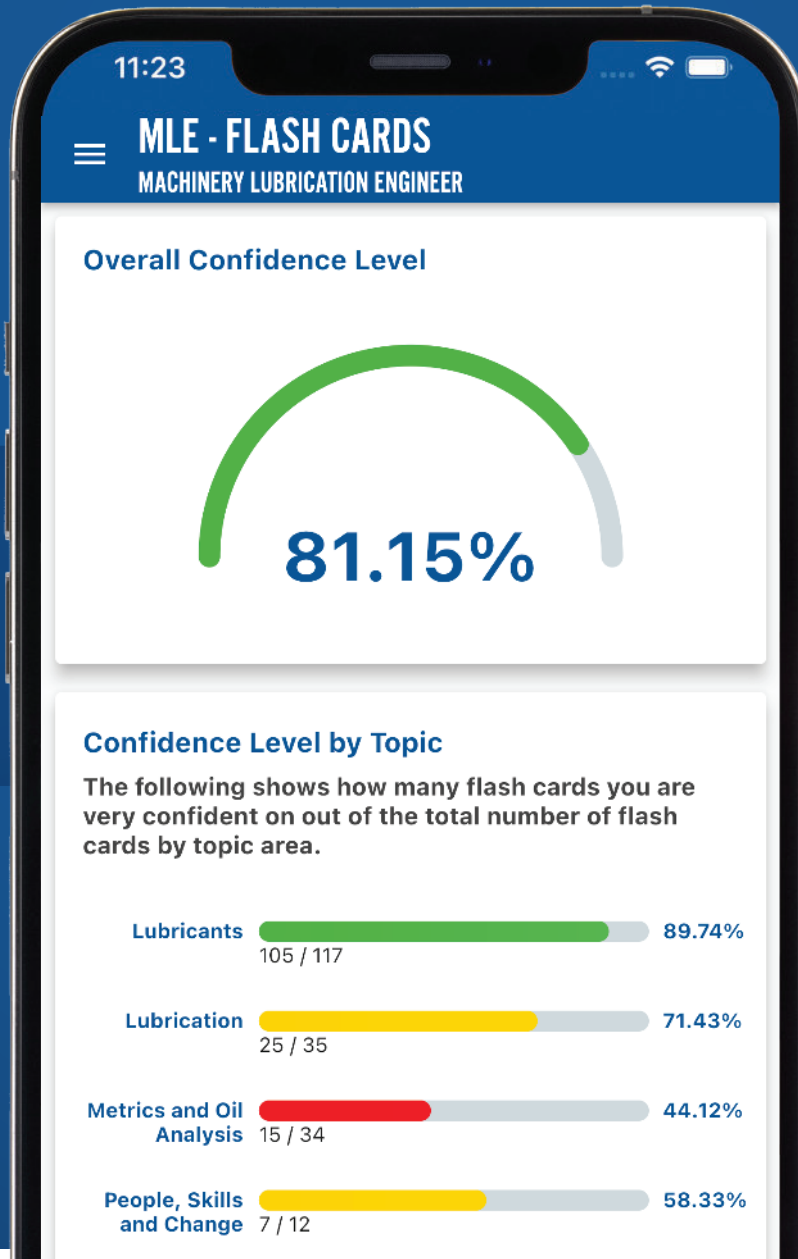 11:23
MLE - FLASH CARDS
MACHINERY LUBRICATION ENGINEER
Overall Confidence Level
81.15%
Confidence Level by Topic
The following shows how many flash cards you are
very confident on out of the total number of flash
cards by topic area.
Lubricants 89.74%
105 / 117
Lubrication 71.43%
25 / 35
Metrics and Oil
Analysis
44.12%
15 / 34
People, Skills
and Change
58.33%
7 / 12